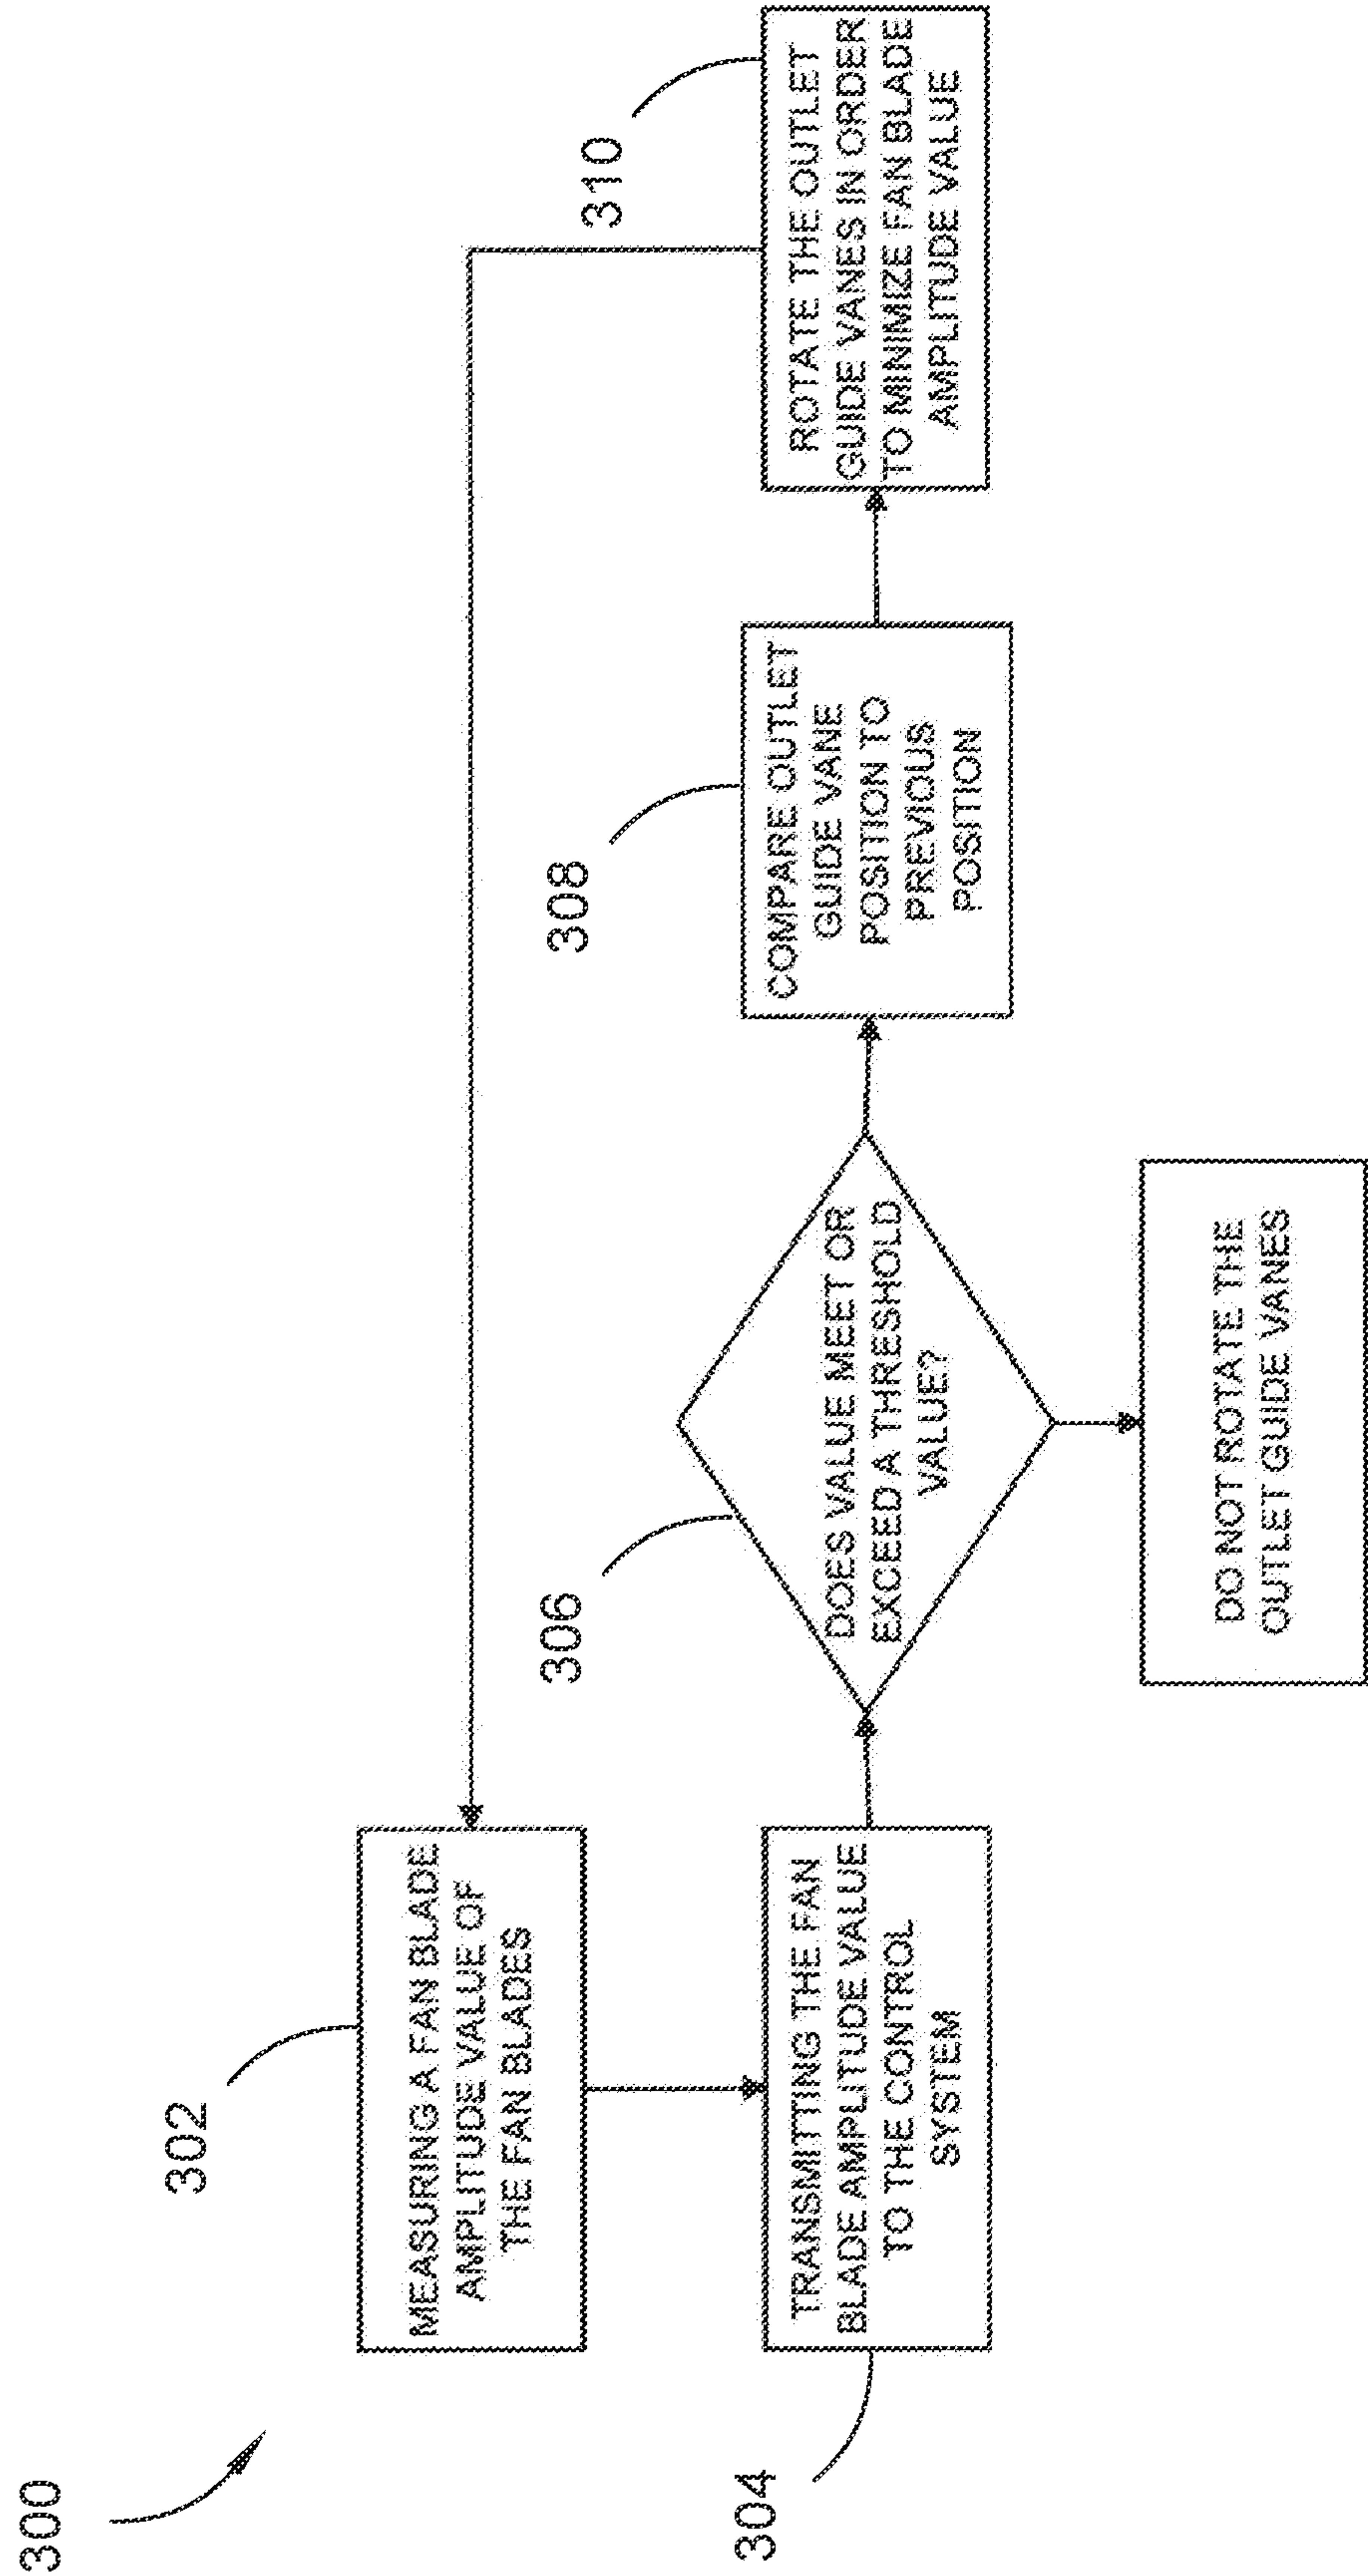 300
302
MEASURING A FAN BLADE
AMPLITUDE VALUE OF
THE FAN BLADES
304
TRANSMITTING THE FAN
BLADE AMPLITUDE VALUE
TO THE CONTROL
SYSTEM
306
DOES VALUE MEET OR
EXCEED A THRESHOLD
VALUE?
DO NOT ROTATE THE
OUTLET GUIDE VANES
308
COMPARE OUTLET
GUIDE VANE
POSITION TO
PREVIOUS
POSITION
310
ROTATE THE OUTLET
GUIDE VANES IN ORDER
TO MINIMIZE FAN BLADE
AMPLITUDE VALUE